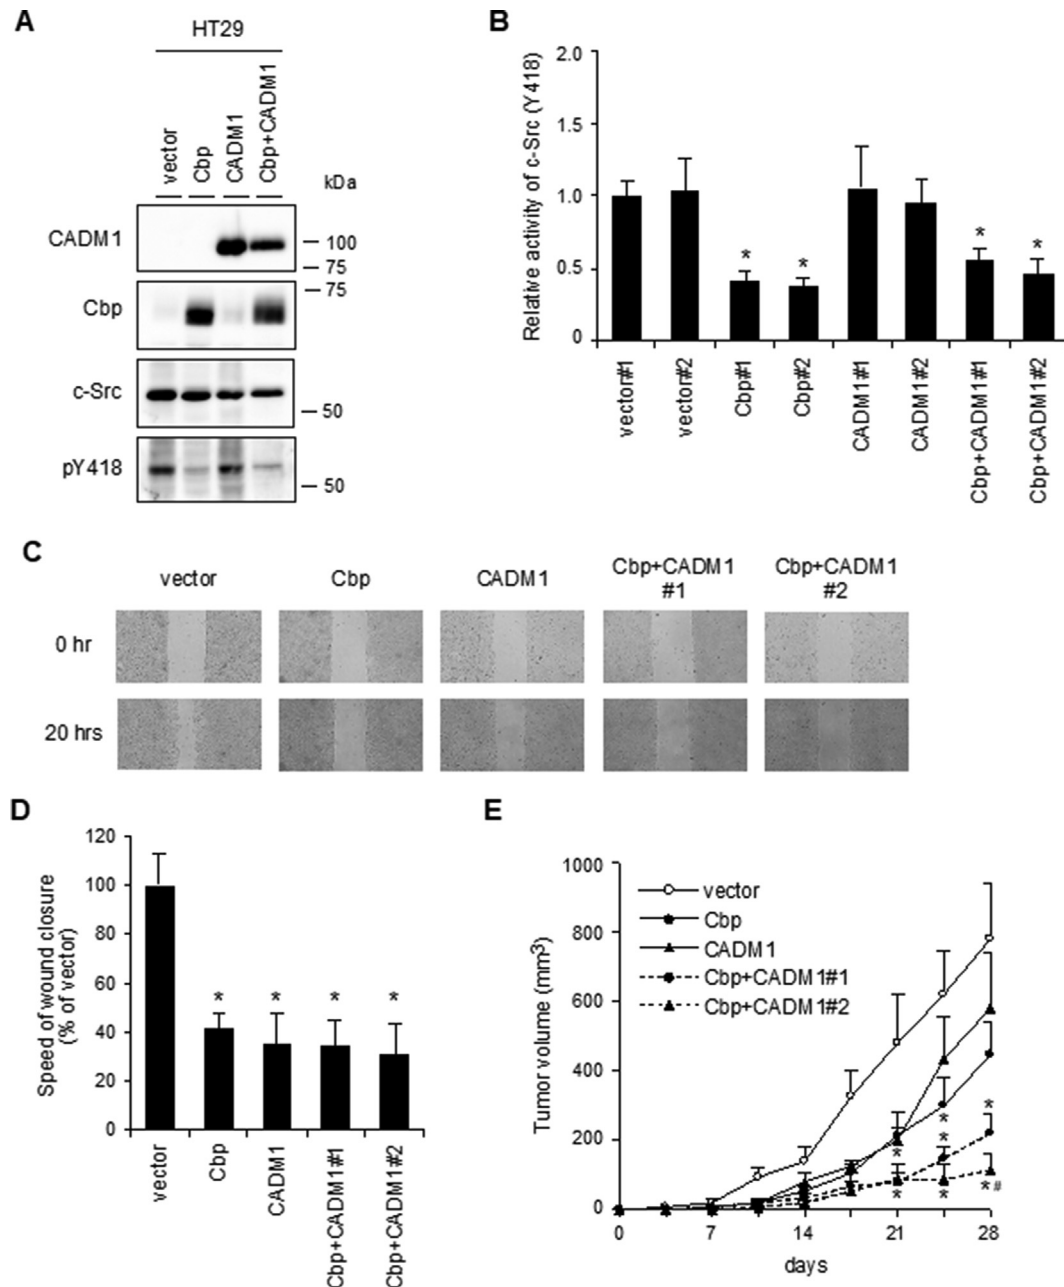 A
HT29
vector
Cbp
CADM1
Cbp+CADM1
kDa
CADM1
100
75
Cbp
75
c-Src
50
pY418
50
B
Relative activity of c-Src (Y418)
2.0
1.5
1.0
0.5
0
*
*
*
*
vector#1
vector#2
Cbp#1
Cbp#2
CADM1#1
CADM1#2
Cbp+CADM1#1
Cbp+CADM1#2
C
vector
Cbp
CADM1
Cbp+CADM1
#1
Cbp+CADM1
#2
0 hr
20 hrs
D
Speed of wound closure
(% of vector)
120
100
80
60
40
20
0
*
*
*
*
vector
Cbp
CADM1
Cbp+CADM1#1
Cbp+CADM1#2
E
Tumor volume (mm³)
1000
800
600
400
200
0
vector
Cbp
CADM1
Cbp+CADM1#1
Cbp+CADM1#2
*
*
*
*
*
*
*#
0
7
14
21
28
days